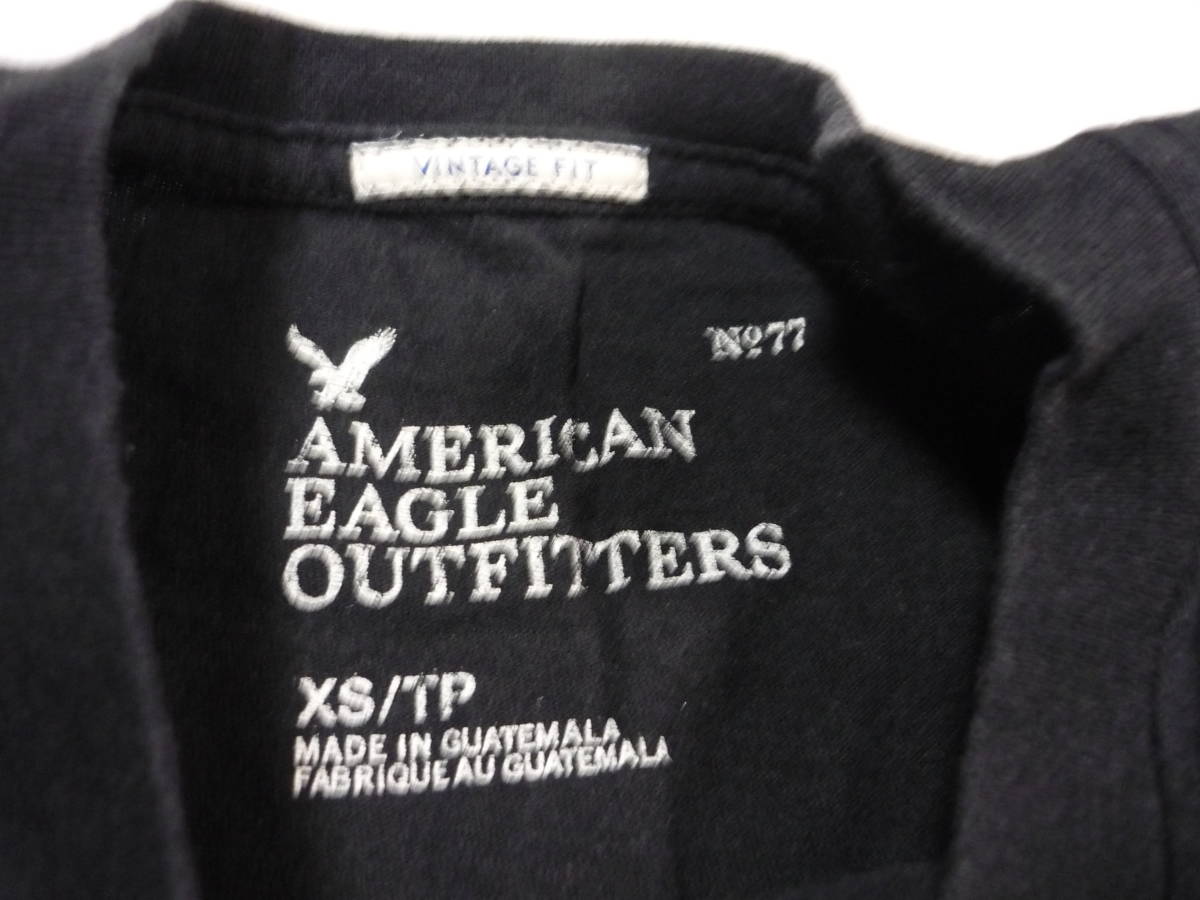 VINTAGE FIT
Nº77
AMERICAN
EAGLE
OUTFITTERS
XS/TP
MADE IN GUATEMALA
FABRIQUE AU GUATEMALA